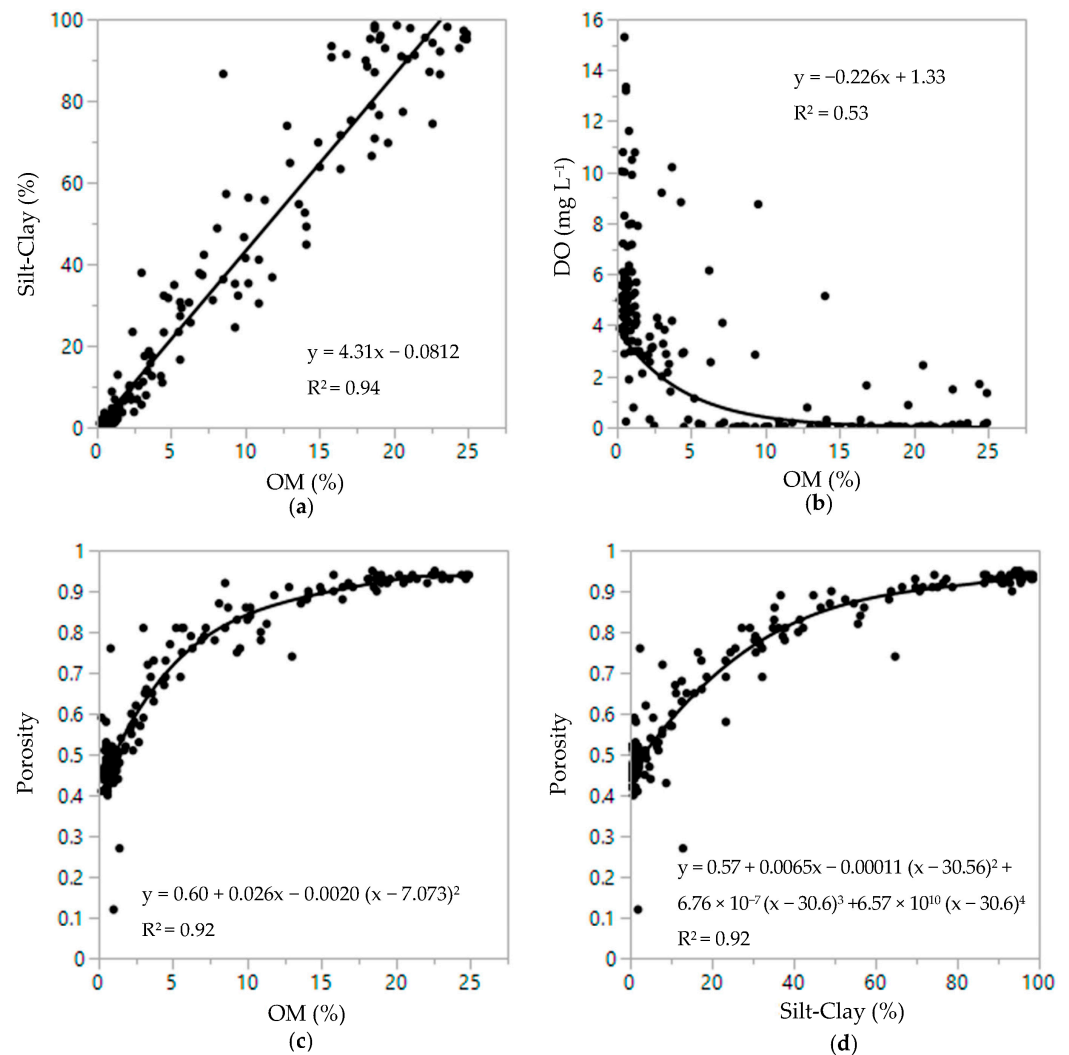 100
80
60
40
20
0
Silt-Clay (%)
y = 4.31x − 0.0812
R² = 0.94
0 5 10 15 20 25
OM (%)
(a)
16
14
12
10
8
6
4
2
0
DO (mg L⁻¹)
y = −0.226x + 1.33
R² = 0.53
0 5 10 15 20 25
OM (%)
(b)
1
0.9
0.8
0.7
0.6
0.5
0.4
0.3
0.2
0.1
0
Porosity
y = 0.60 + 0.026x − 0.0020 (x − 7.073)²
R² = 0.92
0 5 10 15 20 25
OM (%)
(c)
1
0.9
0.8
0.7
0.6
0.5
0.4
0.3
0.2
0.1
0
Porosity
y = 0.57 + 0.0065x − 0.00011 (x − 30.56)² +
6.76 × 10⁻⁷ (x − 30.6)³ +6.57 × 10¹⁰ (x − 30.6)⁴
R² = 0.92
0 20 40 60 80 100
Silt-Clay (%)
(d)